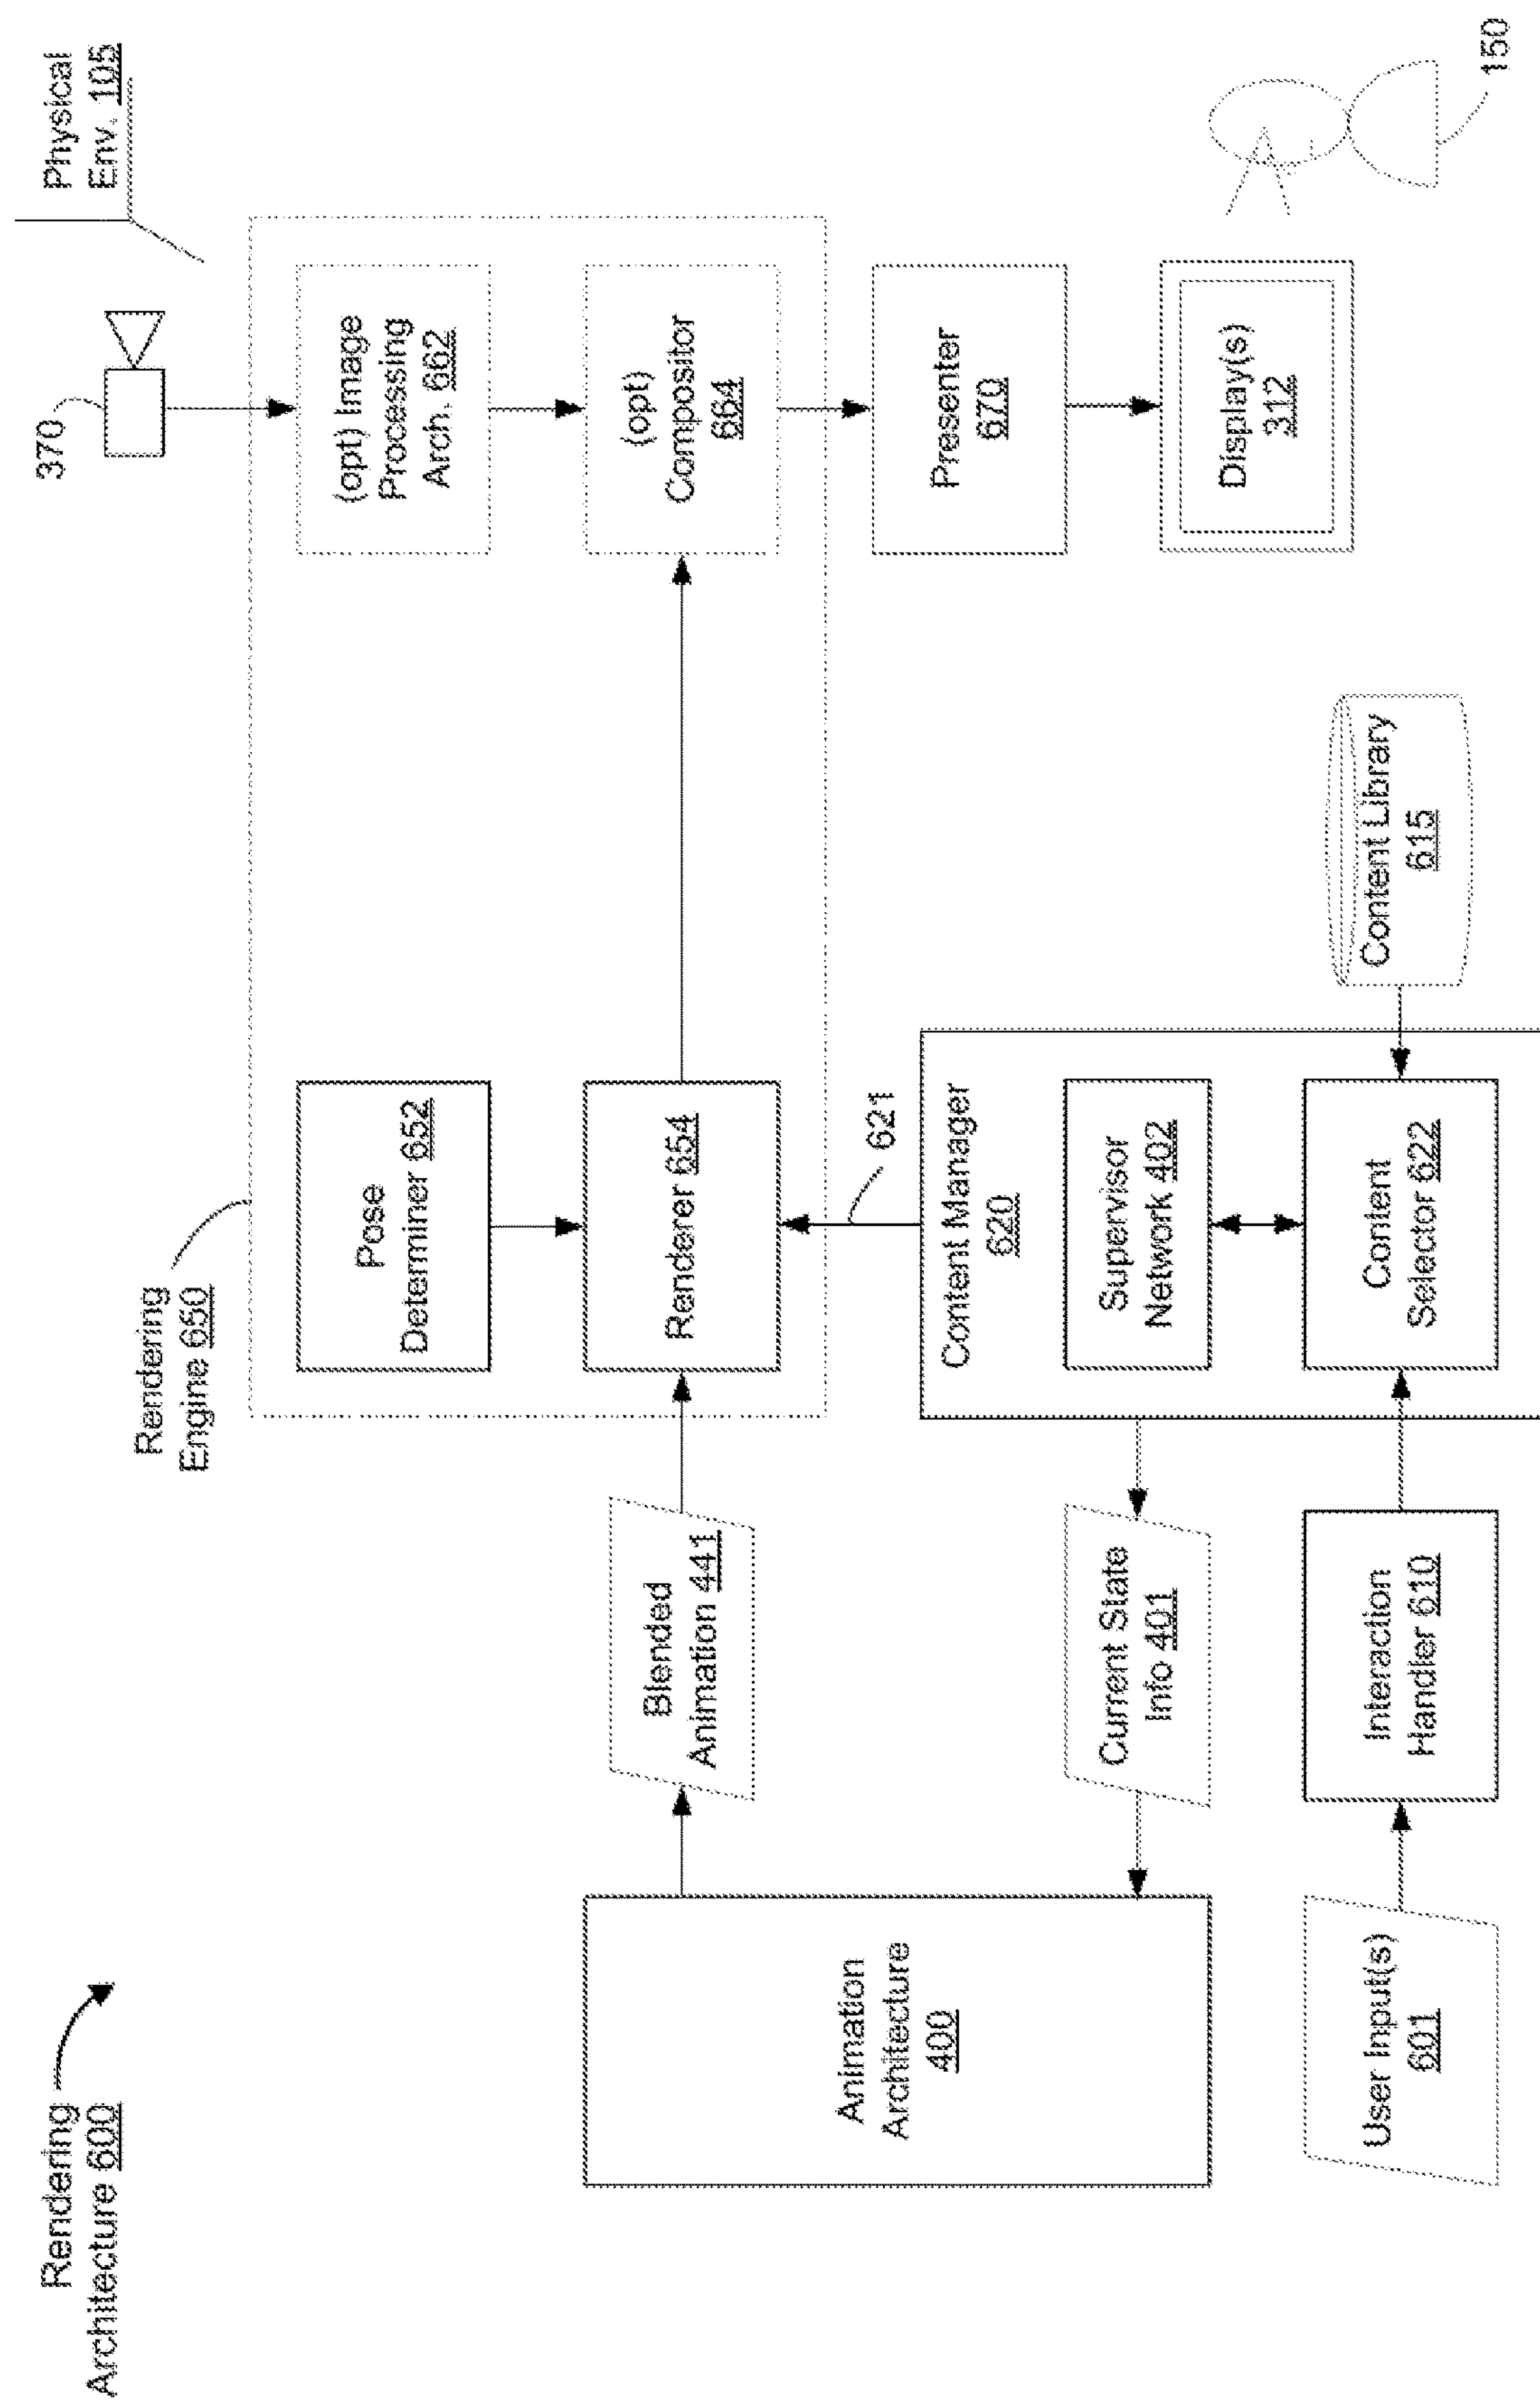 Rendering
Architecture 600
Rendering
Engine 650
370
Physical
Env. 105
Pose
Determiner 652
(opt) Image
Processing
Arch. 662
Animation
Architecture
400
Blended
Animation 441
Renderer 654
(opt)
Compositor
664
621
Presenter
670
Content Manager
620
Current State
Info 401
Supervisor
Network 402
Display(s)
312
User Input(s)
601
Interaction
Handler 610
Content
Selector 622
Content Library
615
150